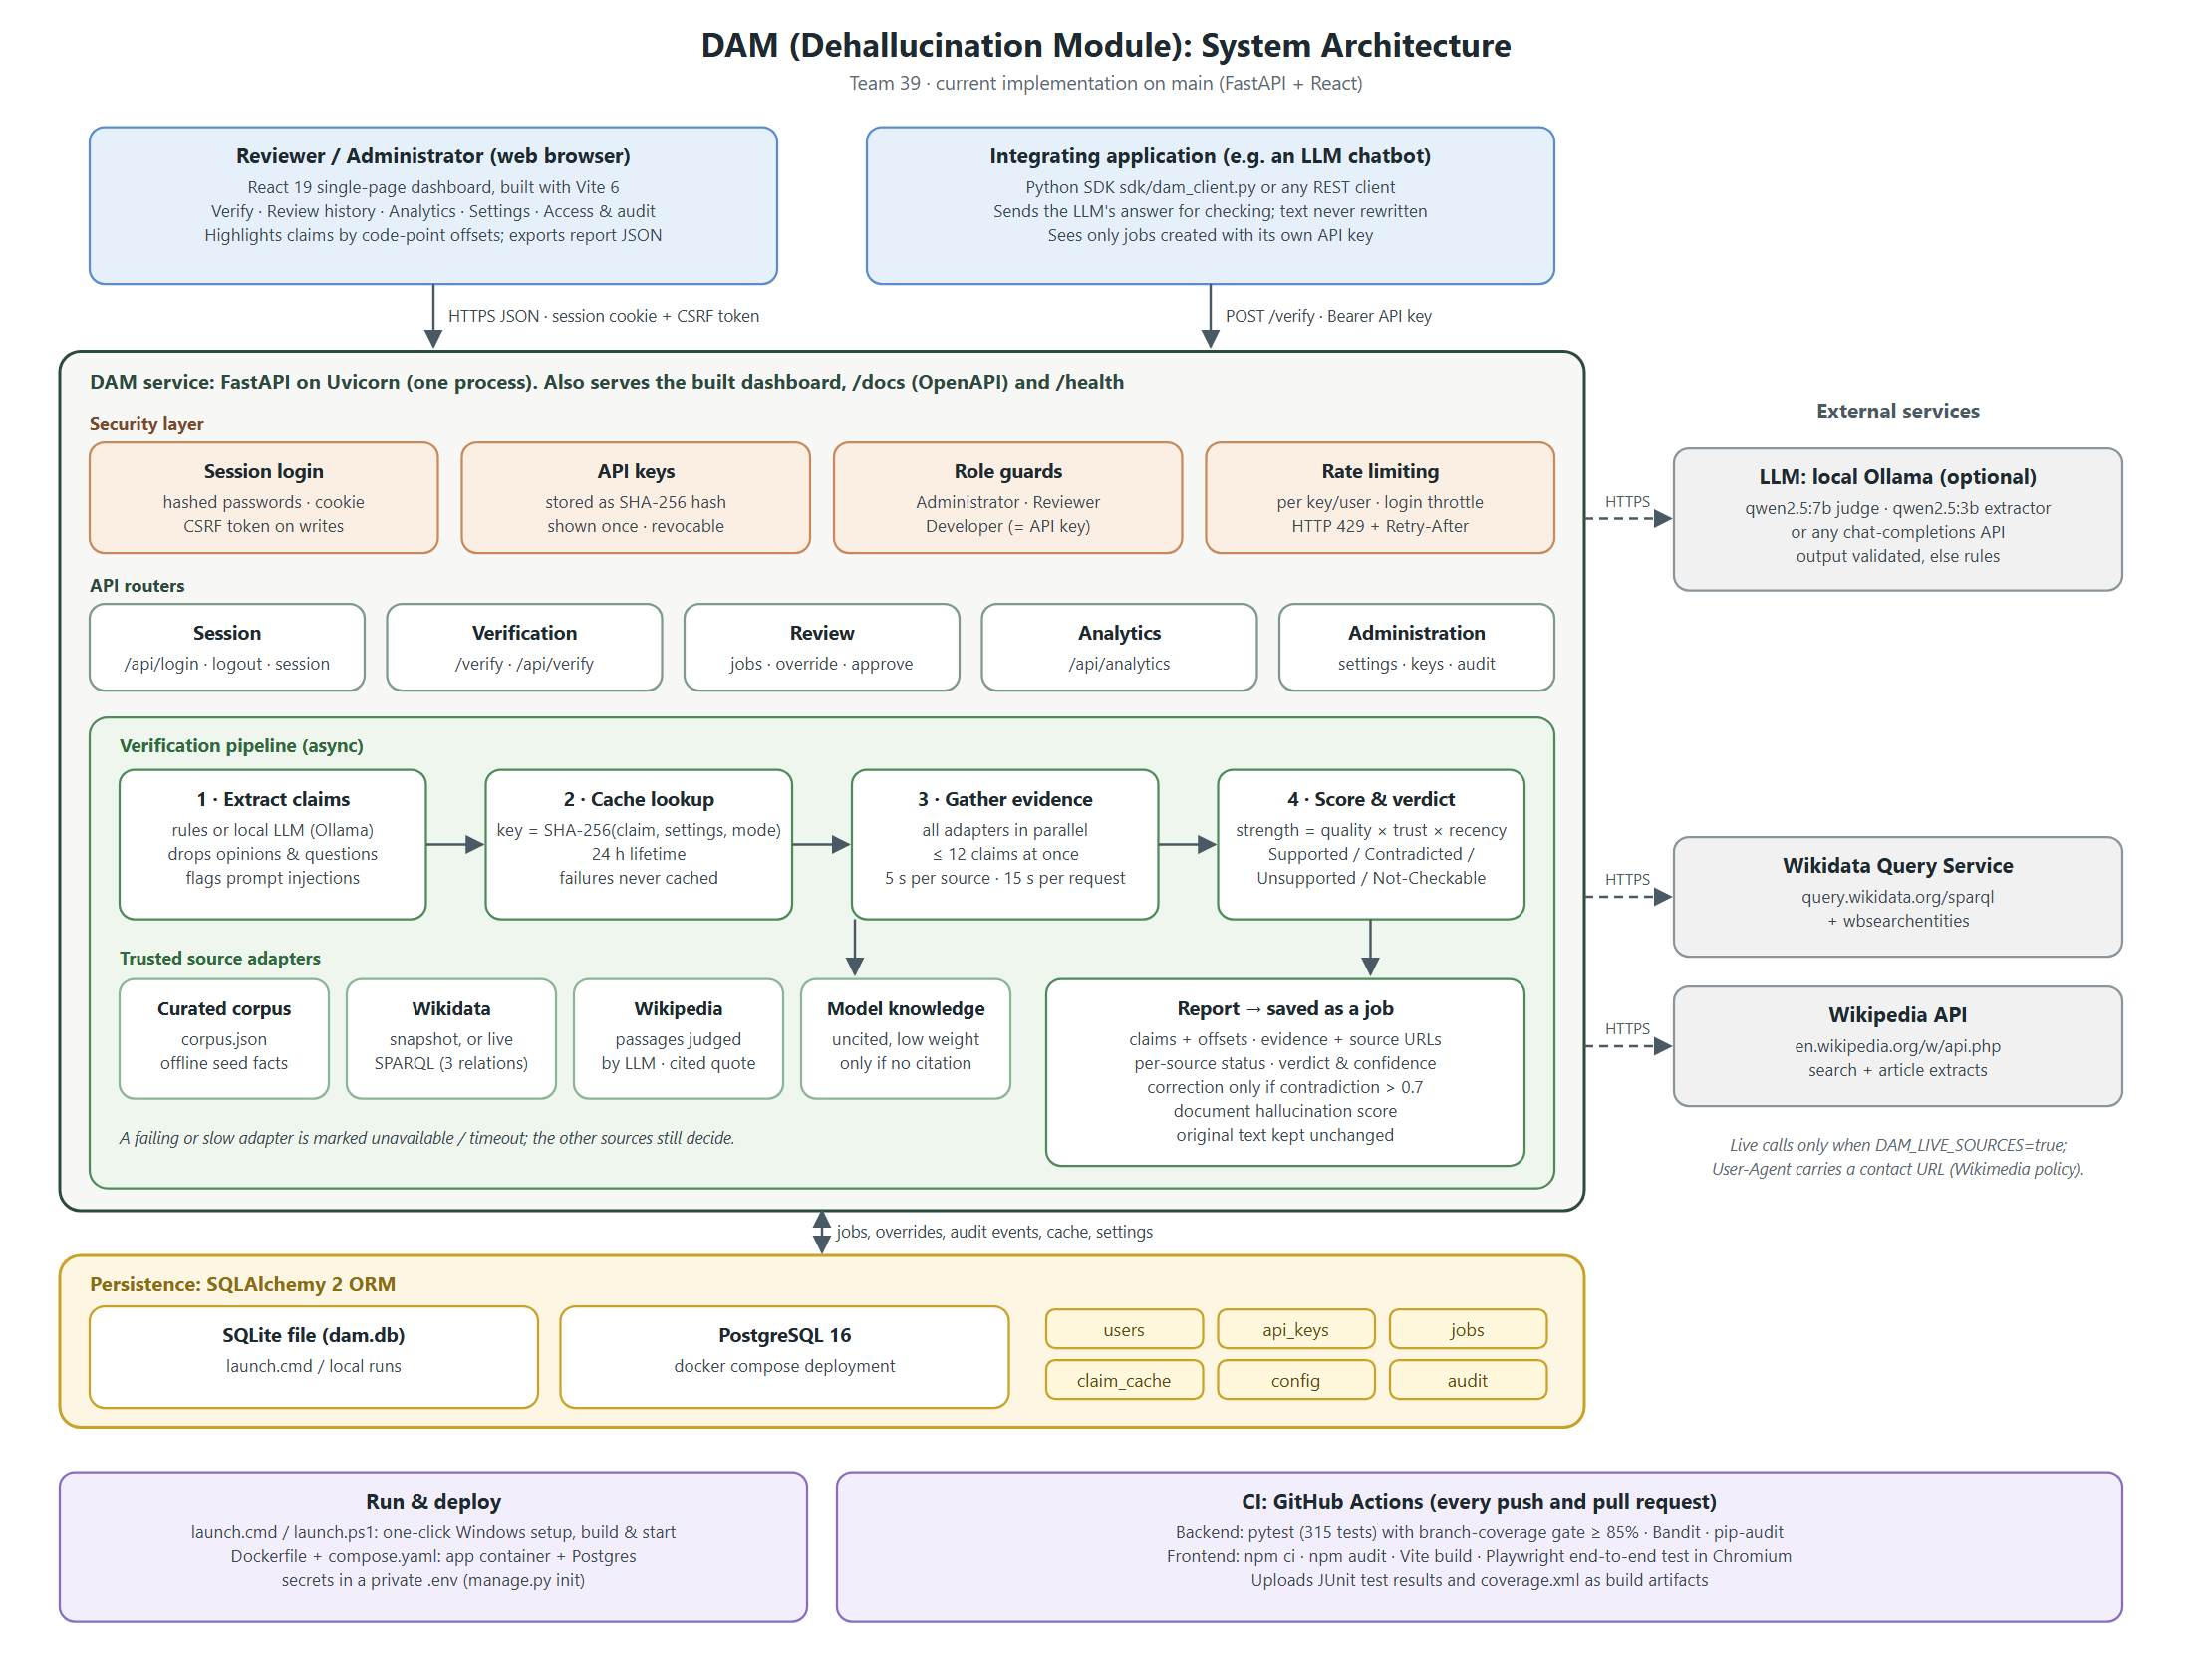 DAM (Dehallucination Module): System Architecture
Team 39 · current implementation on main (FastAPI + React)
Reviewer / Administrator (web browser)
React 19 single-page dashboard, built with Vite 6
Verify · Review history · Analytics · Settings · Access & audit
Highlights claims by code-point offsets; exports report JSON
Integrating application (e.g. an LLM chatbot)
Python SDK sdk/dam_client.py or any REST client
Sends the LLM's answer for checking; text never rewritten
Sees only jobs created with its own API key
HTTPS JSON · session cookie + CSRF token
POST /verify · Bearer API key
DAM service: FastAPI on Uvicorn (one process). Also serves the built dashboard, /docs (OpenAPI) and /health
Security layer
Session login
hashed passwords · cookie
CSRF token on writes
API keys
stored as SHA-256 hash
shown once · revocable
Role guards
Administrator · Reviewer
Developer (= API key)
Rate limiting
per key/user · login throttle
HTTP 429 + Retry-After
API routers
Session
/api/login · logout · session
Verification
/verify · /api/verify
Review
jobs · override · approve
Analytics
/api/analytics
Administration
settings · keys · audit
Verification pipeline (async)
1 · Extract claims
rules or local LLM (Ollama)
drops opinions & questions
flags prompt injections
2 · Cache lookup
key = SHA-256(claim, settings, mode)
24 h lifetime
failures never cached
3 · Gather evidence
all adapters in parallel
≤ 12 claims at once
5 s per source · 15 s per request
4 · Score & verdict
strength = quality × trust × recency
Supported / Contradicted /
Unsupported / Not-Checkable
Trusted source adapters
Curated corpus
corpus.json
offline seed facts
Wikidata
snapshot, or live
SPARQL (3 relations)
Wikipedia
passages judged
by LLM · cited quote
Model knowledge
uncited, low weight
only if no citation
Report → saved as a job
claims + offsets · evidence + source URLs
per-source status · verdict & confidence
correction only if contradiction > 0.7
document hallucination score
original text kept unchanged
A failing or slow adapter is marked unavailable / timeout; the other sources still decide.
External services
HTTPS
LLM: local Ollama (optional)
qwen2.5:7b judge · qwen2.5:3b extractor
or any chat-completions API
output validated, else rules
HTTPS
Wikidata Query Service
query.wikidata.org/sparql
+ wbsearchentities
HTTPS
Wikipedia API
en.wikipedia.org/w/api.php
search + article extracts
Live calls only when DAM_LIVE_SOURCES=true;
User-Agent carries a contact URL (Wikimedia policy).
jobs, overrides, audit events, cache, settings
Persistence: SQLAlchemy 2 ORM
SQLite file (dam.db)
launch.cmd / local runs
PostgreSQL 16
docker compose deployment
users
api_keys
jobs
claim_cache
config
audit
Run & deploy
launch.cmd / launch.ps1: one-click Windows setup, build & start
Dockerfile + compose.yaml: app container + Postgres
secrets in a private .env (manage.py init)
CI: GitHub Actions (every push and pull request)
Backend: pytest (315 tests) with branch-coverage gate ≥ 85% · Bandit · pip-audit
Frontend: npm ci · npm audit · Vite build · Playwright end-to-end test in Chromium
Uploads JUnit test results and coverage.xml as build artifacts